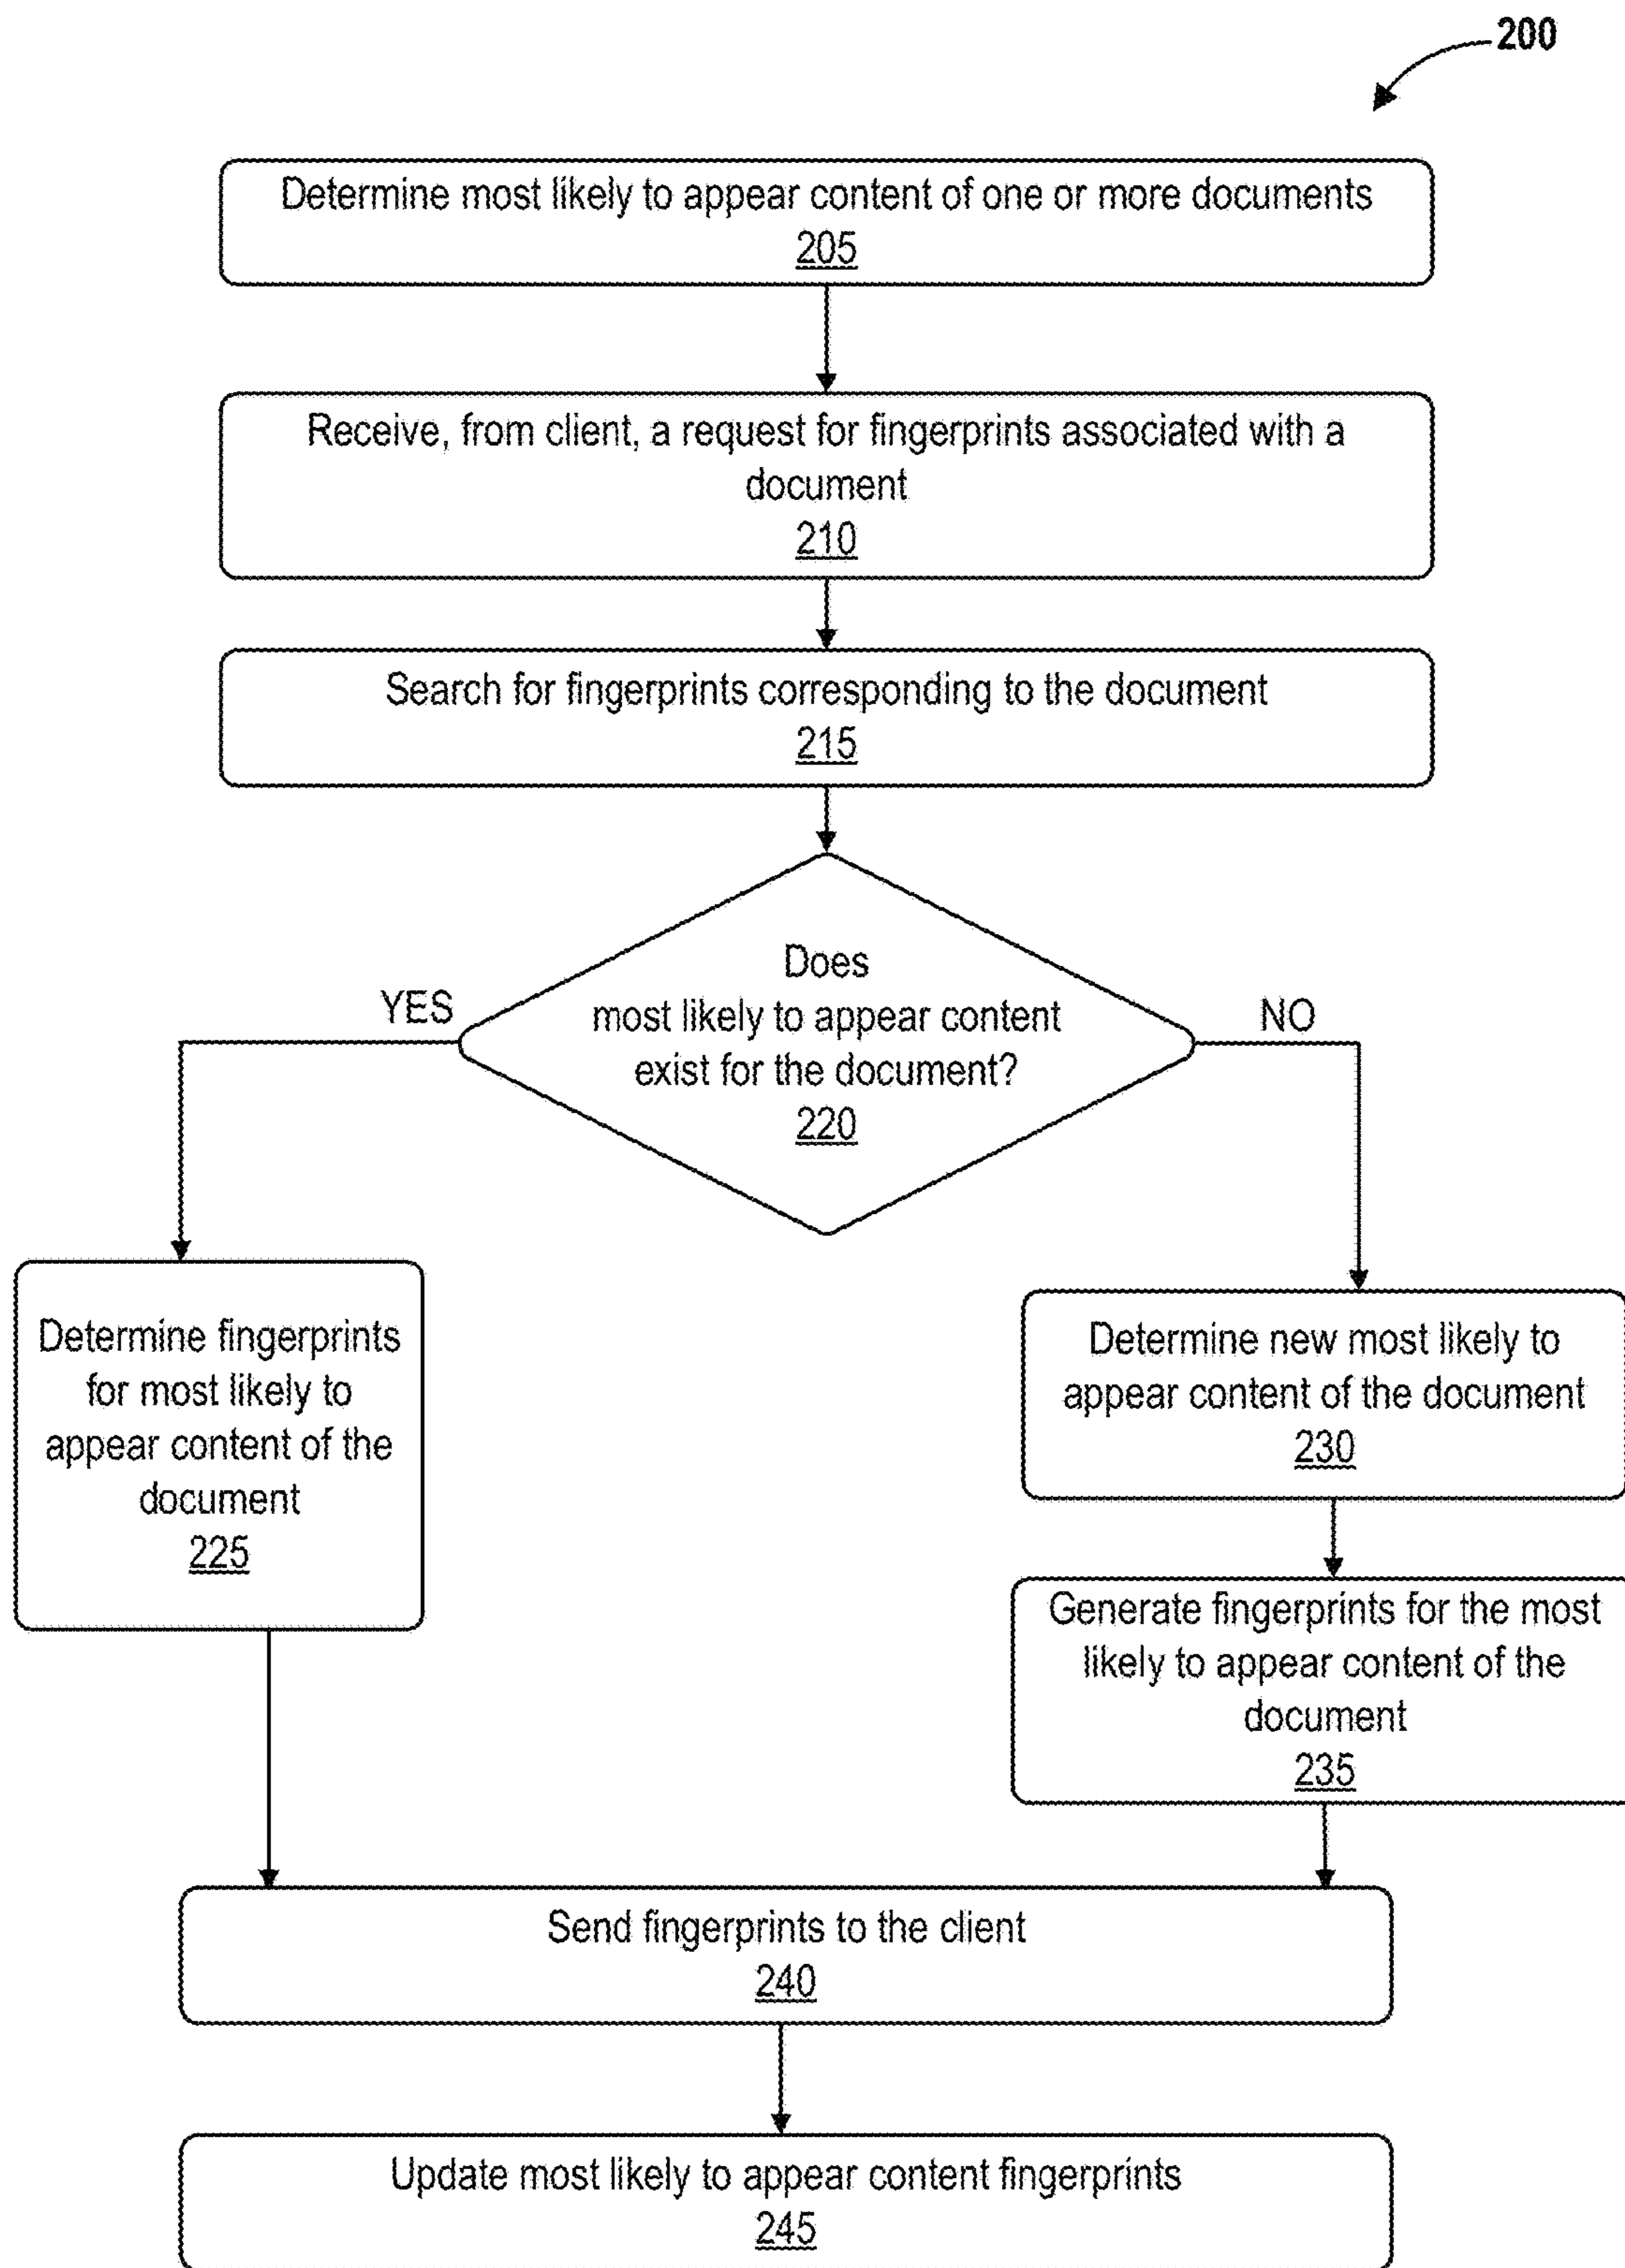 200
Determine most likely to appear content of one or more documents
205
Receive, from client, a request for fingerprints associated with a
document
210
Search for fingerprints corresponding to the document
215
Does
most likely to appear content
exist for the document?
220
YES
NO
Determine fingerprints
for most likely to
appear content of the
document
225
Determine new most likely to
appear content of the document
230
Generate fingerprints for the most
likely to appear content of the
document
235
Send fingerprints to the client
240
Update most likely to appear content fingerprints
245